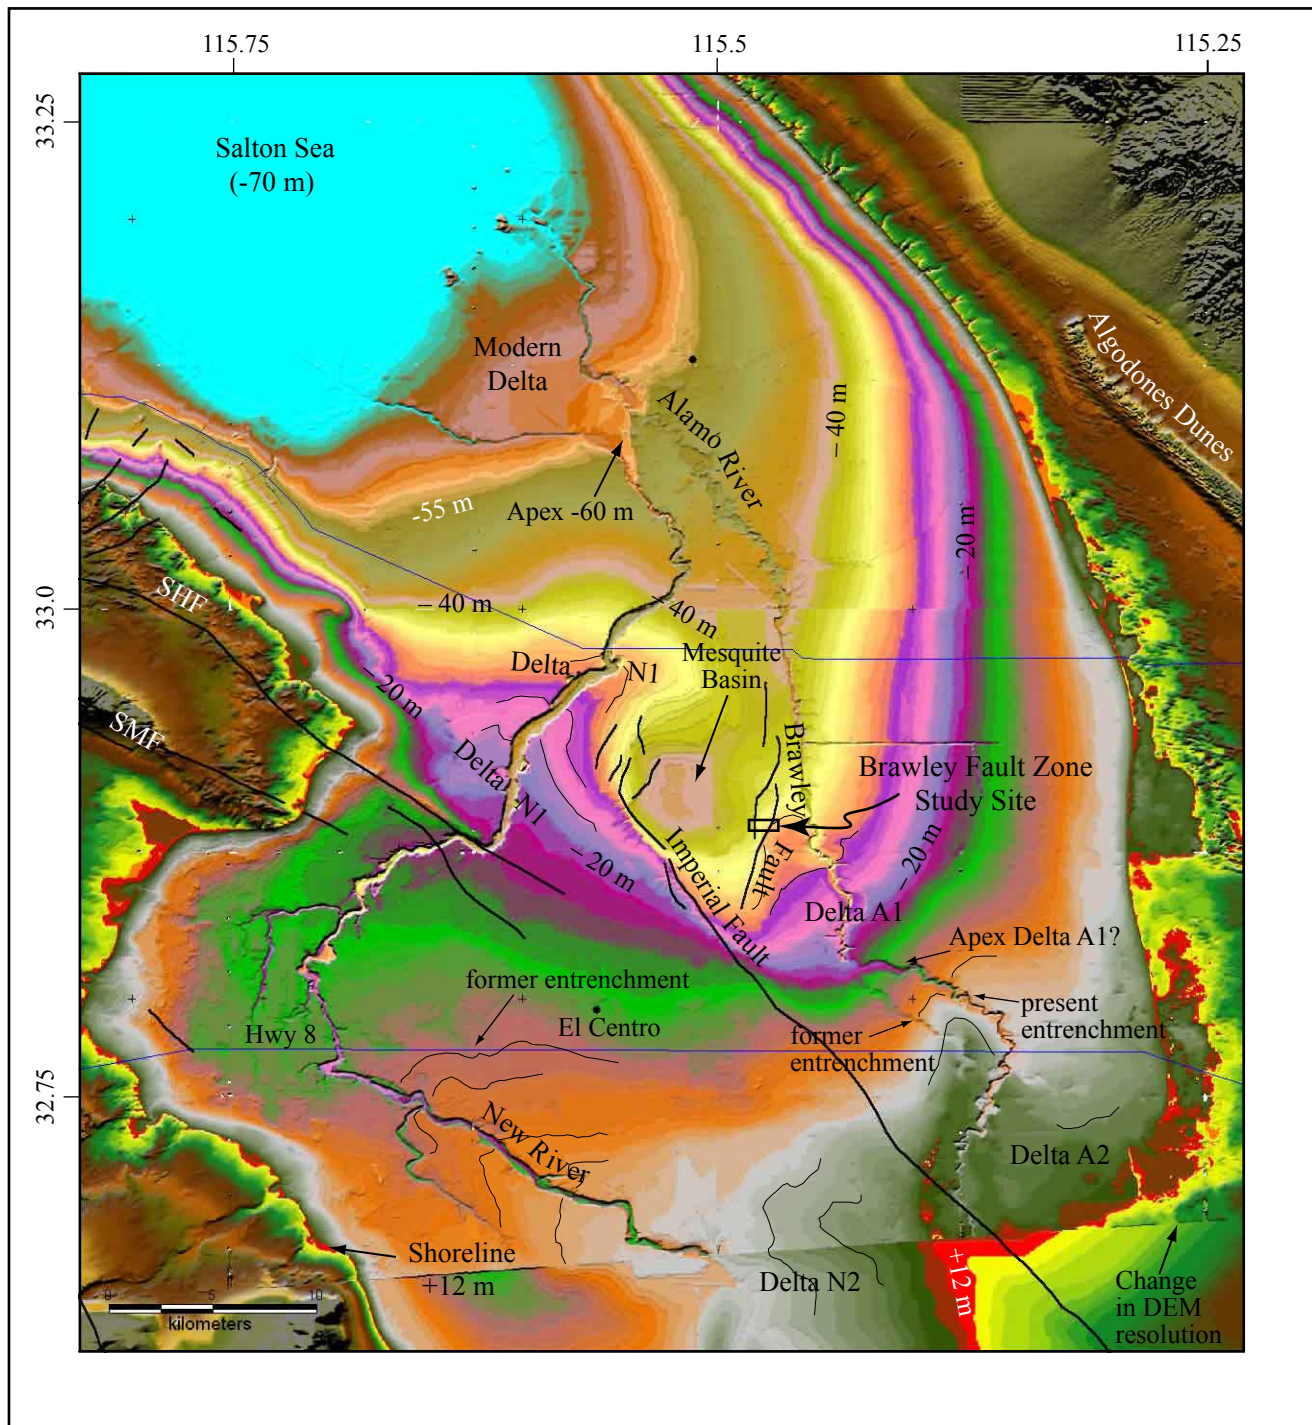 115.75
115.5
115.25
33.25
33.0
32.75
Salton Sea
(-70 m)
Modern
Delta
Algodones Dunes
Alamo River
– 40 m
-55 m
Apex -60 m
– 20 m
SHF
– 40 m
– 40 m
Mesquite
Basin
Delta
N1
SMF
– 20 m
Delta N1
Brawley
Fault
Brawley Fault Zone
Study Site
– 20 m
Imperial Fault
– 20 m
Delta A1
Apex Delta A1?
former entrenchment
El Centro
Hwy 8
former
entrenchment
present
entrenchment
New River
Delta A2
Shoreline
+12 m
Delta N2
+12 m
Change
in DEM
resolution
0
5
10
kilometers